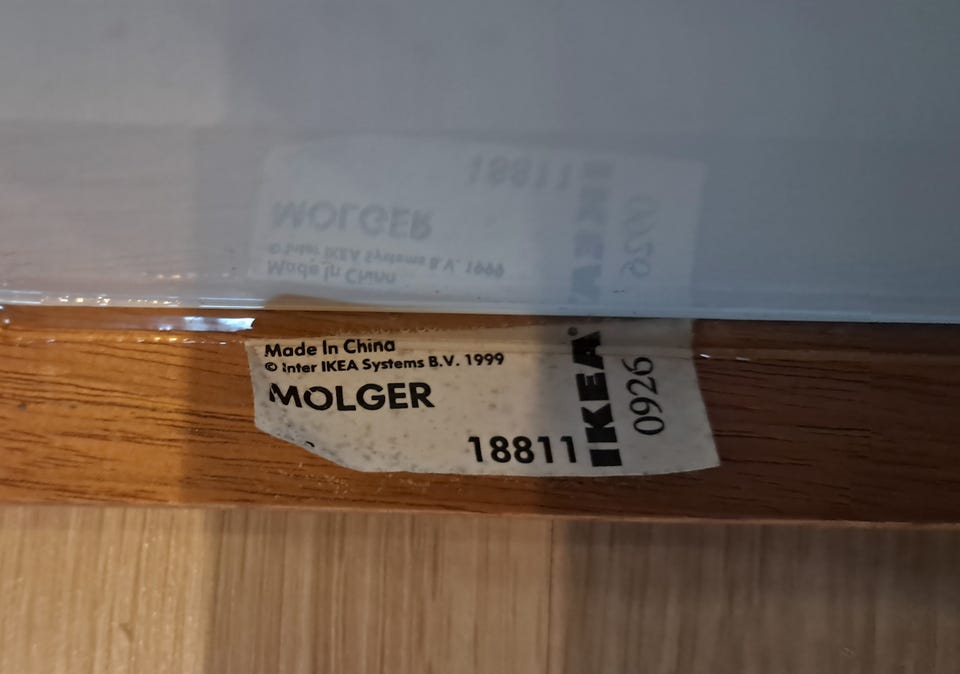 Made In China
© Inter IKEA Systems B.V. 1999
MOLGER
18811
IKEA®
0926